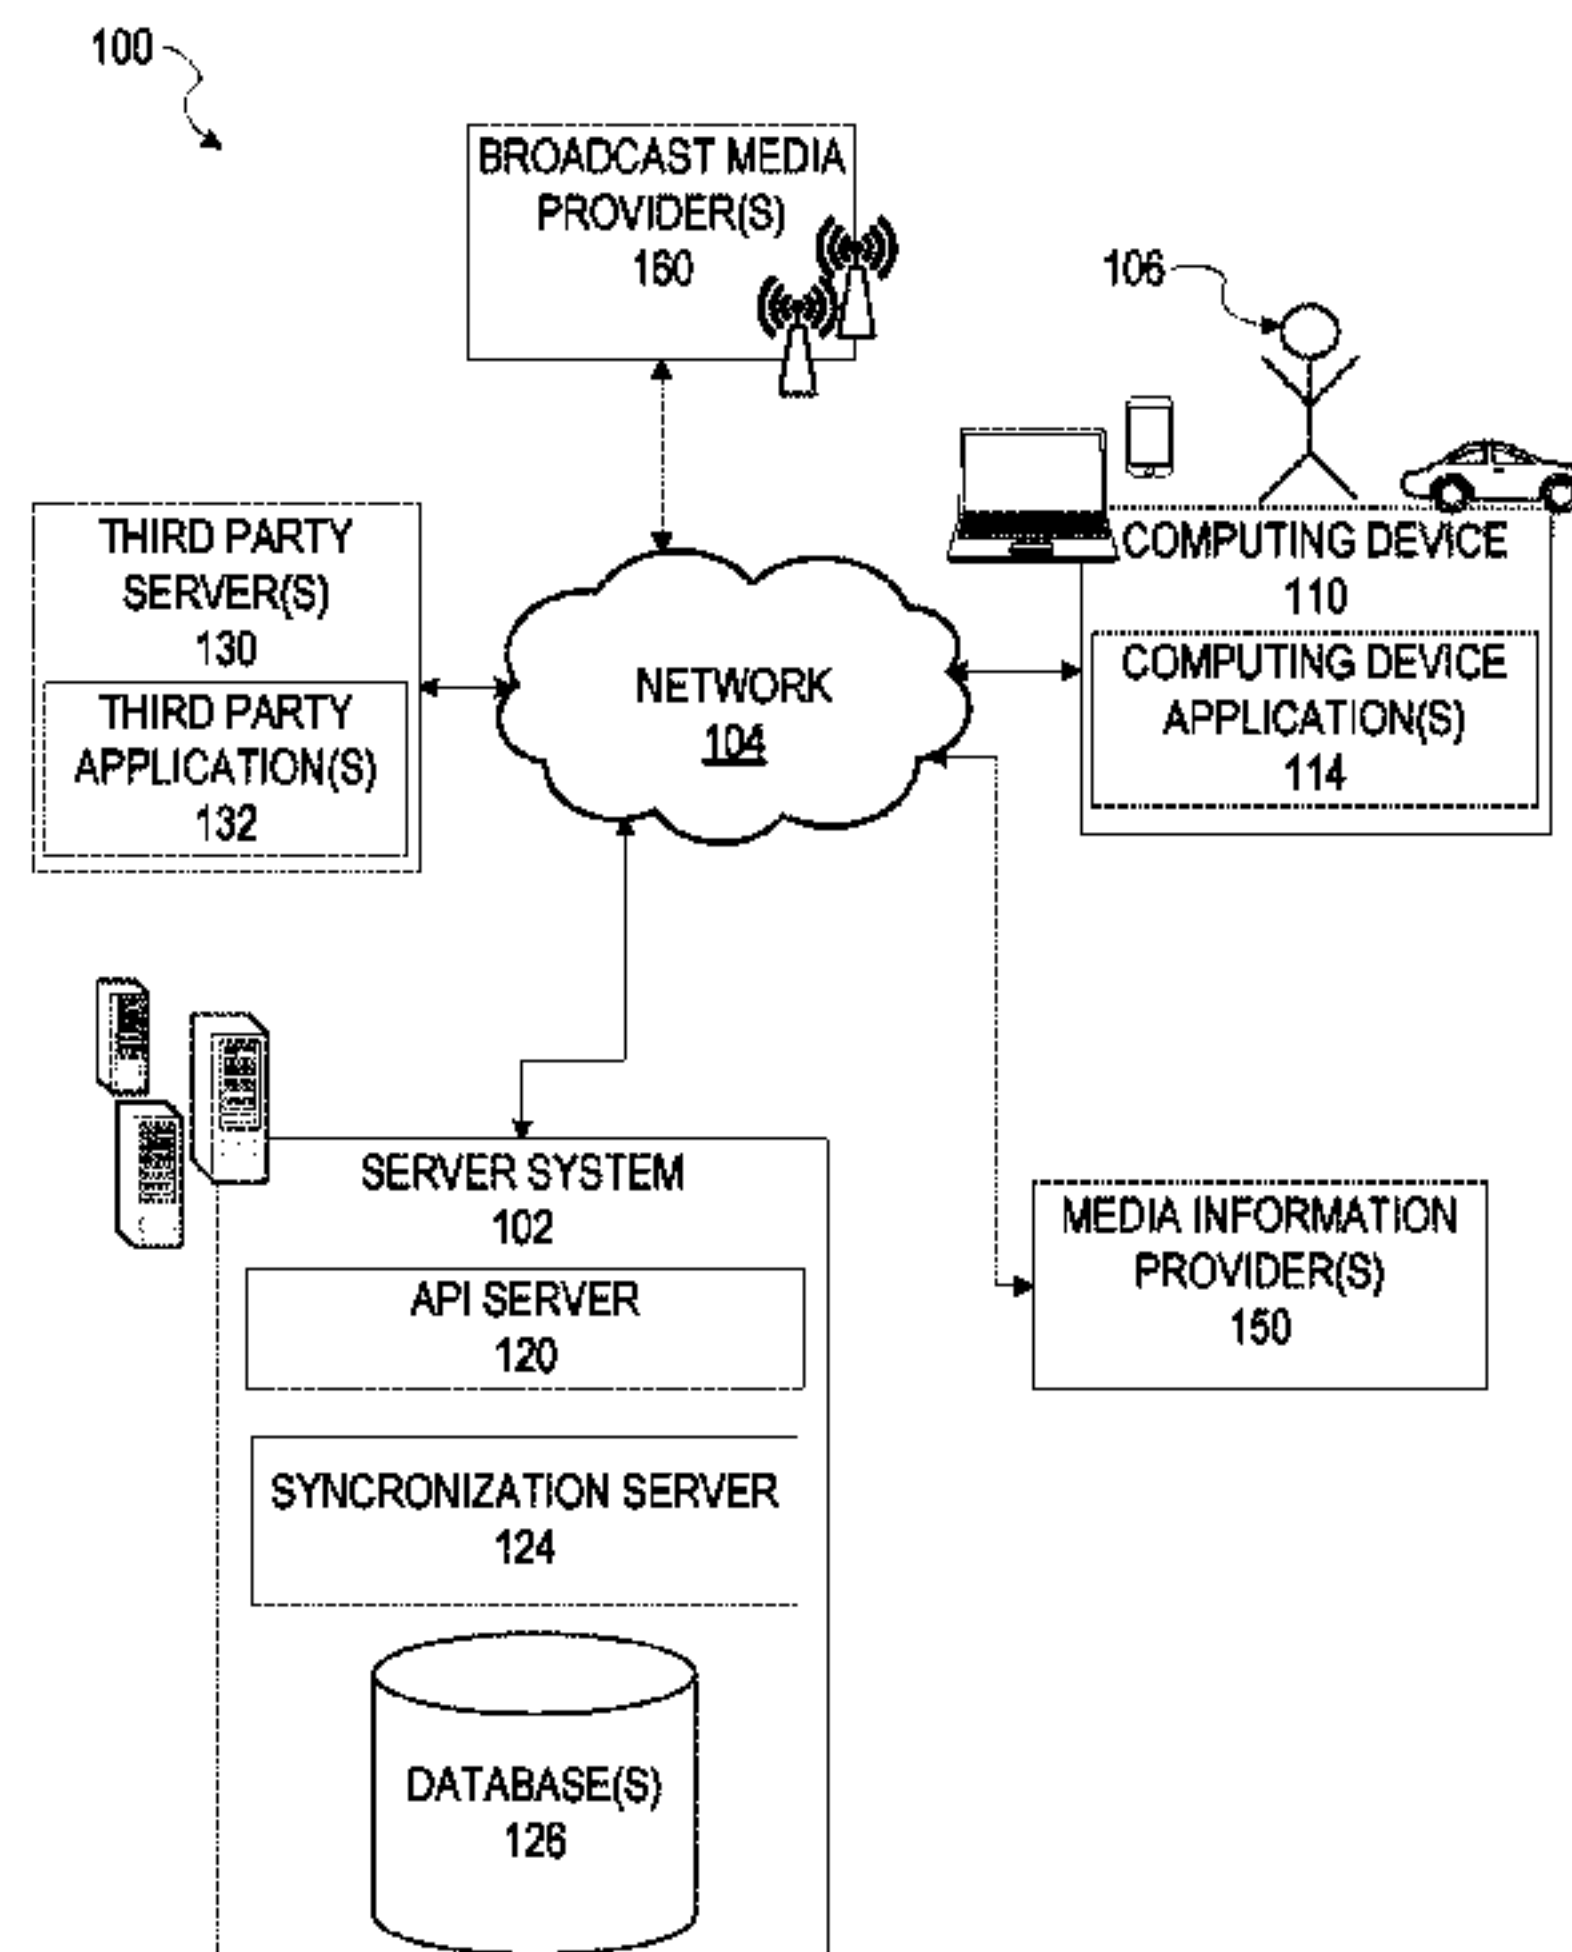 100
BROADCAST MEDIA
PROVIDER(S)
160
106
THIRD PARTY
SERVER(S)
130
THIRD PARTY
APPLICATION(S)
132
NETWORK
104
COMPUTING DEVICE
110
COMPUTING DEVICE
APPLICATION(S)
114
SERVER SYSTEM
102
API SERVER
120
SYNCRONIZATION SERVER
124
DATABASE(S)
126
MEDIA INFORMATION
PROVIDER(S)
150